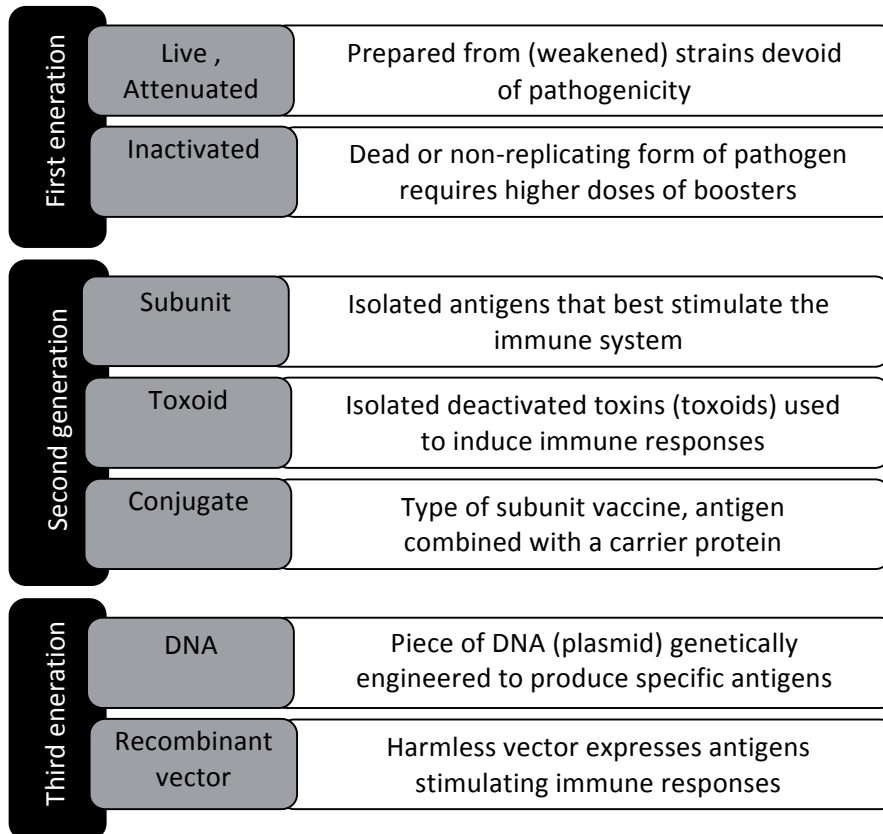 First eneration
Live ,
Attenuated
Prepared from (weakened) strains devoid
of pathogenicity
Inactivated
Dead or non-replicating form of pathogen
requires higher doses of boosters
Second generation
Subunit
Isolated antigens that best stimulate the
immune system
Toxoid
Isolated deactivated toxins (toxoids) used
to induce immune responses
Conjugate
Type of subunit vaccine, antigen
combined with a carrier protein
Third eneration
DNA
Piece of DNA (plasmid) genetically
engineered to produce specific antigens
Recombinant
vector
Harmless vector expresses antigens
stimulating immune responses